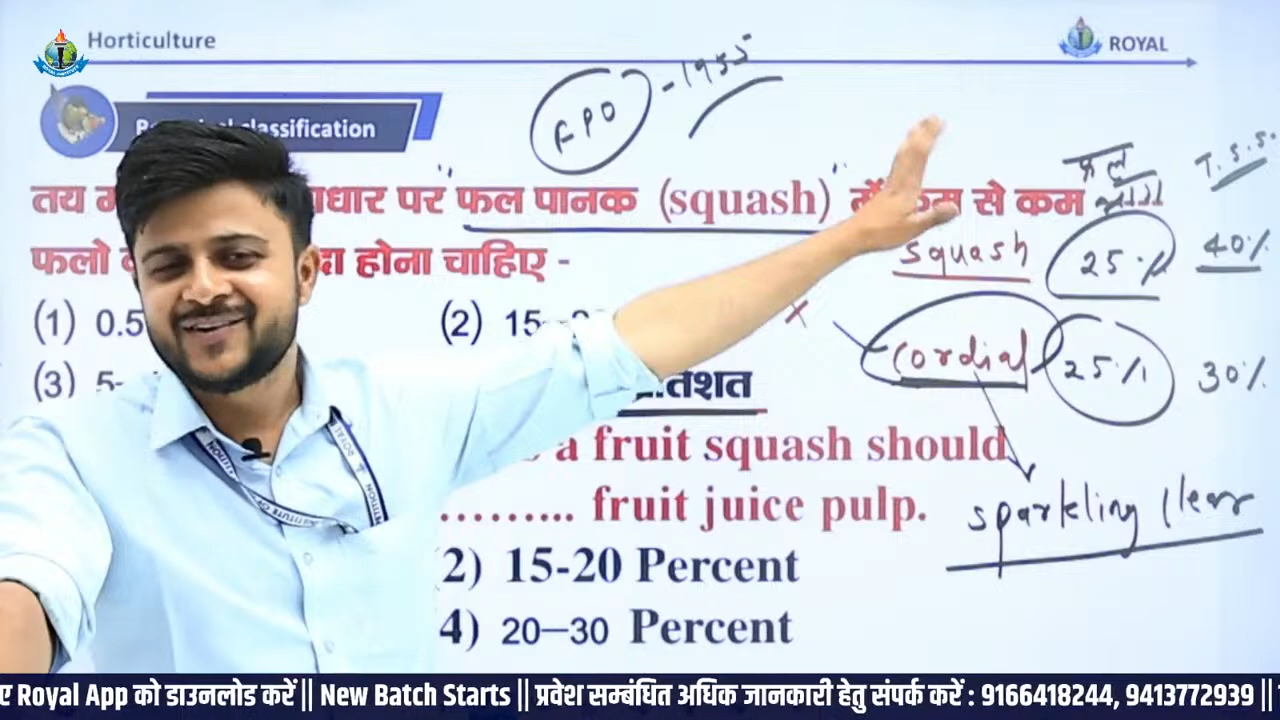 Horticulture
ROYAL
classification
FPO - 1955
फल
T.S.S.
तय
पर "फल पानक (squash)" में कम से कम
squash 25% 40%
फलो
होना चाहिए -
(1) 0.5
(2) 15
× cordial 25% 30%
(3) 5-
a fruit squash should
......... fruit juice pulp.
sparkling clear
2) 15-20 Percent
4) 20–30 Percent
Royal App को डाउनलोड करें || New Batch Starts || प्रवेश सम्बंधित अधिक जानकारी हेतु संपर्क करें : 9166418244, 9413772939 ||